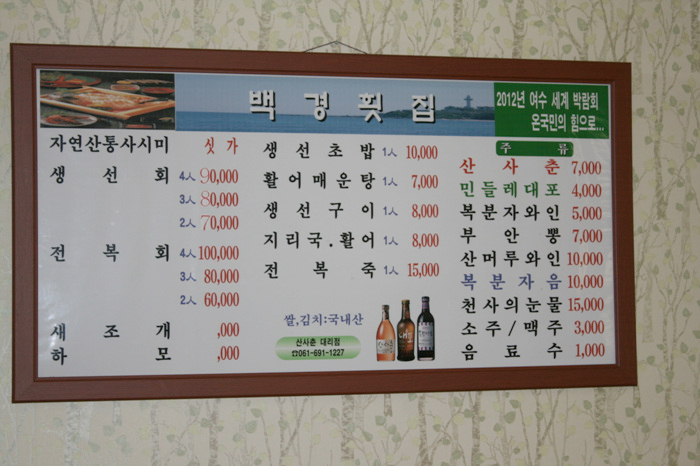 백경횟집
2012년 여수 세계 박람회
온국민의 힘으로...
자연산통사시미 싯가
생선회 4人 90,000
3人 80,000
2人 70,000
전복회 4人 100,000
3人 80,000
2人 60,000
새조개 ,000
하모 ,000
생선초밥 1人 10,000
활어매운탕 1人 7,000
생선구이 1人 8,000
지리국.활어 1人 8,000
전복죽 1人 15,000
쌀,김치:국내산
산사춘 대리점
☎061-691-1227
주류
산사춘 7,000
민들레대포 4,000
복분자와인 5,000
부안뽕 7,000
산머루와인 10,000
복분자음 10,000
천사의눈물 15,000
소주/맥주 3,000
음료수 1,000